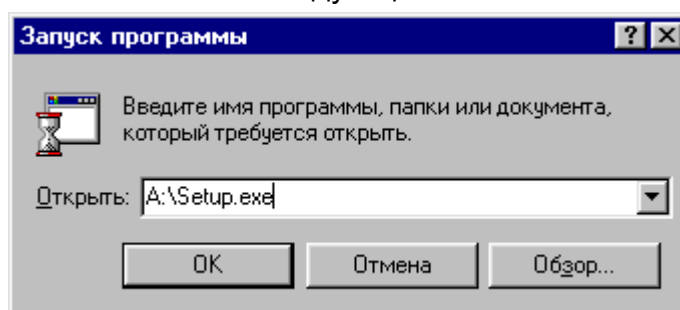 Запуск программы
Введите имя программы, папки или документа,
который требуется открыть.
Открыть: A:\Setup.exe
OK Отмена Обзор...